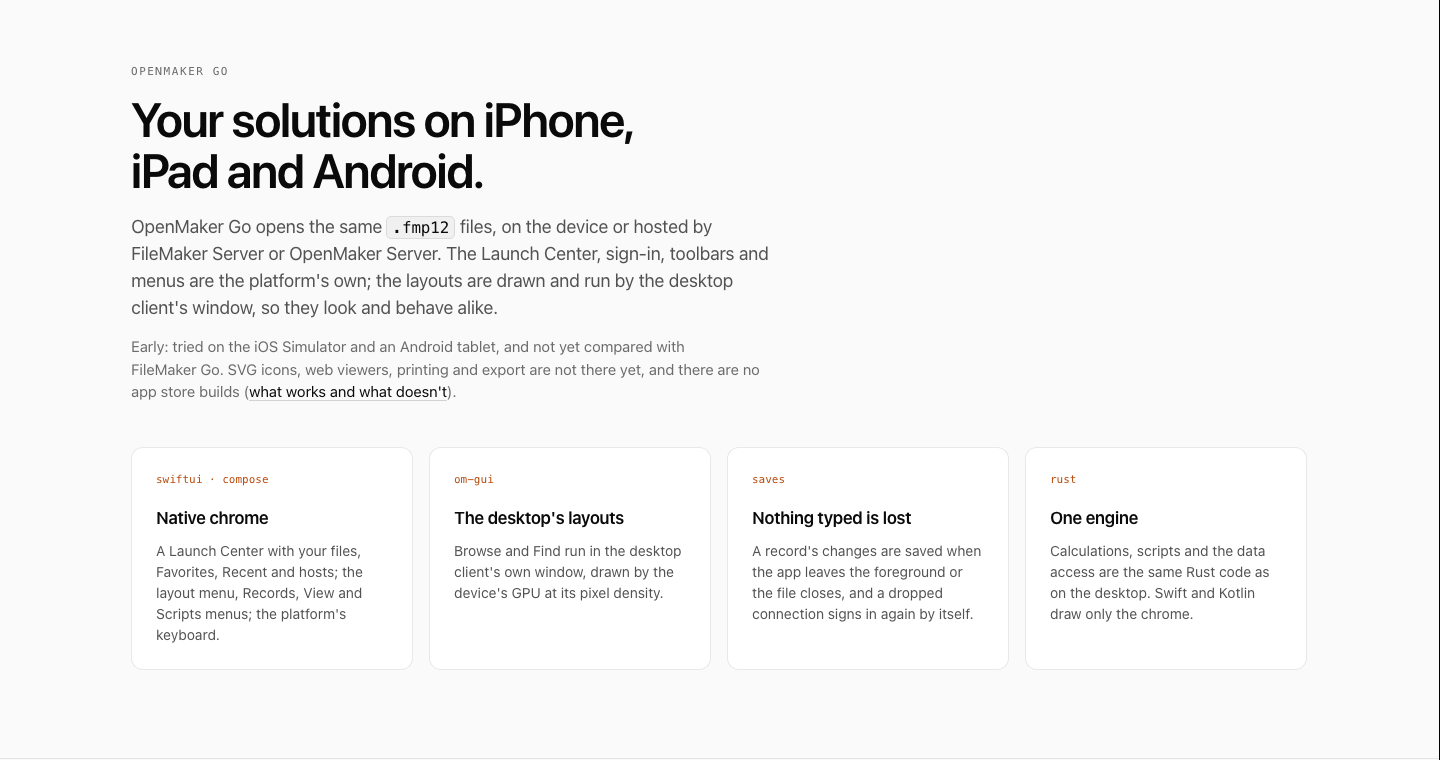 OPENMAKER GO
Your solutions on iPhone,
iPad and Android.
OpenMaker Go opens the same .fmp12 files, on the device or hosted by
FileMaker Server or OpenMaker Server. The Launch Center, sign-in, toolbars and
menus are the platform's own; the layouts are drawn and run by the desktop
client's window, so they look and behave alike.
Early: tried on the iOS Simulator and an Android tablet, and not yet compared with
FileMaker Go. SVG icons, web viewers, printing and export are not there yet, and there are no
app store builds (what works and what doesn't).
swiftui · compose
Native chrome
A Launch Center with your files,
Favorites, Recent and hosts; the
layout menu, Records, View and
Scripts menus; the platform's
keyboard.
om-gui
The desktop's layouts
Browse and Find run in the desktop
client's own window, drawn by the
device's GPU at its pixel density.
saves
Nothing typed is lost
A record's changes are saved when
the app leaves the foreground or
the file closes, and a dropped
connection signs in again by itself.
rust
One engine
Calculations, scripts and the data
access are the same Rust code as
on the desktop. Swift and Kotlin
draw only the chrome.